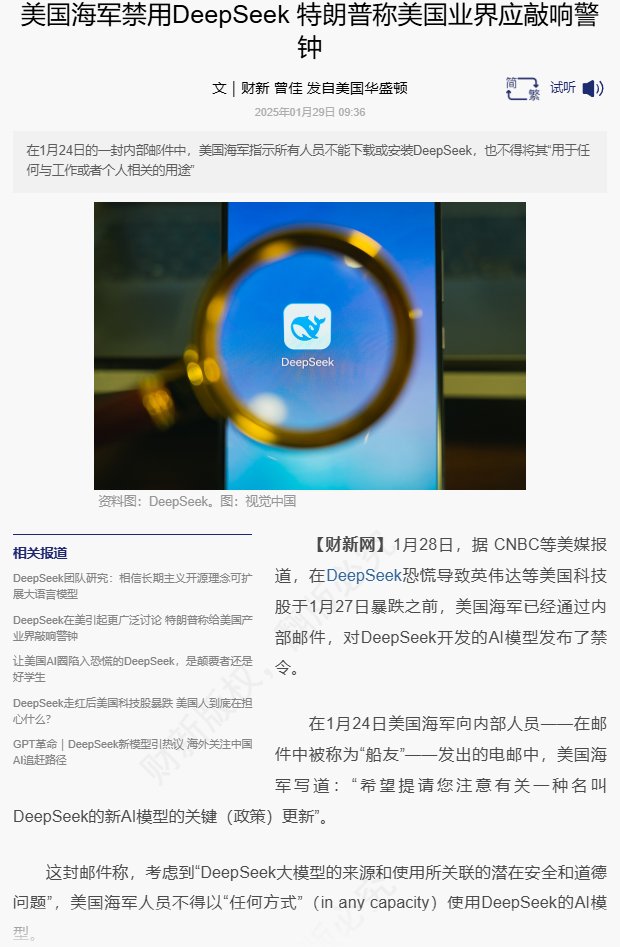 美国海军禁用DeepSeek 特朗普称美国业界应敲响警
钟
文｜财新 曾佳 发自美国华盛顿
简
繁
试听
2025年01月29日 09:36
在1月24日的一封内部邮件中，美国海军指示所有人员不能下载或安装DeepSeek，也不得将其“用于任
何与工作或者个人相关的用途”
DeepSeek
资料图：DeepSeek。图：视觉中国
相关报道
DeepSeek团队研究：相信长期主义开源理念可扩
展大语言模型
DeepSeek在美引起更广泛讨论 特朗普称给美国产
业界敲响警钟
让美国AI圈陷入恐慌的DeepSeek，是颠覆者还是
好学生
DeepSeek走红后美国科技股暴跌 美国人到底在担
心什么？
GPT革命｜DeepSeek新模型引热议 海外关注中国
AI追赶路径
【财新网】1月28日，据 CNBC等美媒报
道，在DeepSeek恐慌导致英伟达等美国科技
股于1月27日暴跌之前，美国海军已经通过内
部邮件，对DeepSeek开发的AI模型发布了禁
令。
在1月24日美国海军向内部人员——在邮
件中被称为“船友”——发出的电邮中，美国海
军写道：“希望提请您注意有关一种名叫
DeepSeek的新AI模型的关键（政策）更新”。
这封邮件称，考虑到“DeepSeek大模型的来源和使用所关联的潜在安全和道德
问题”，美国海军人员不得以“任何方式”（in any capacity）使用DeepSeek的AI模
型。
财新版权，翻版必究
版必究